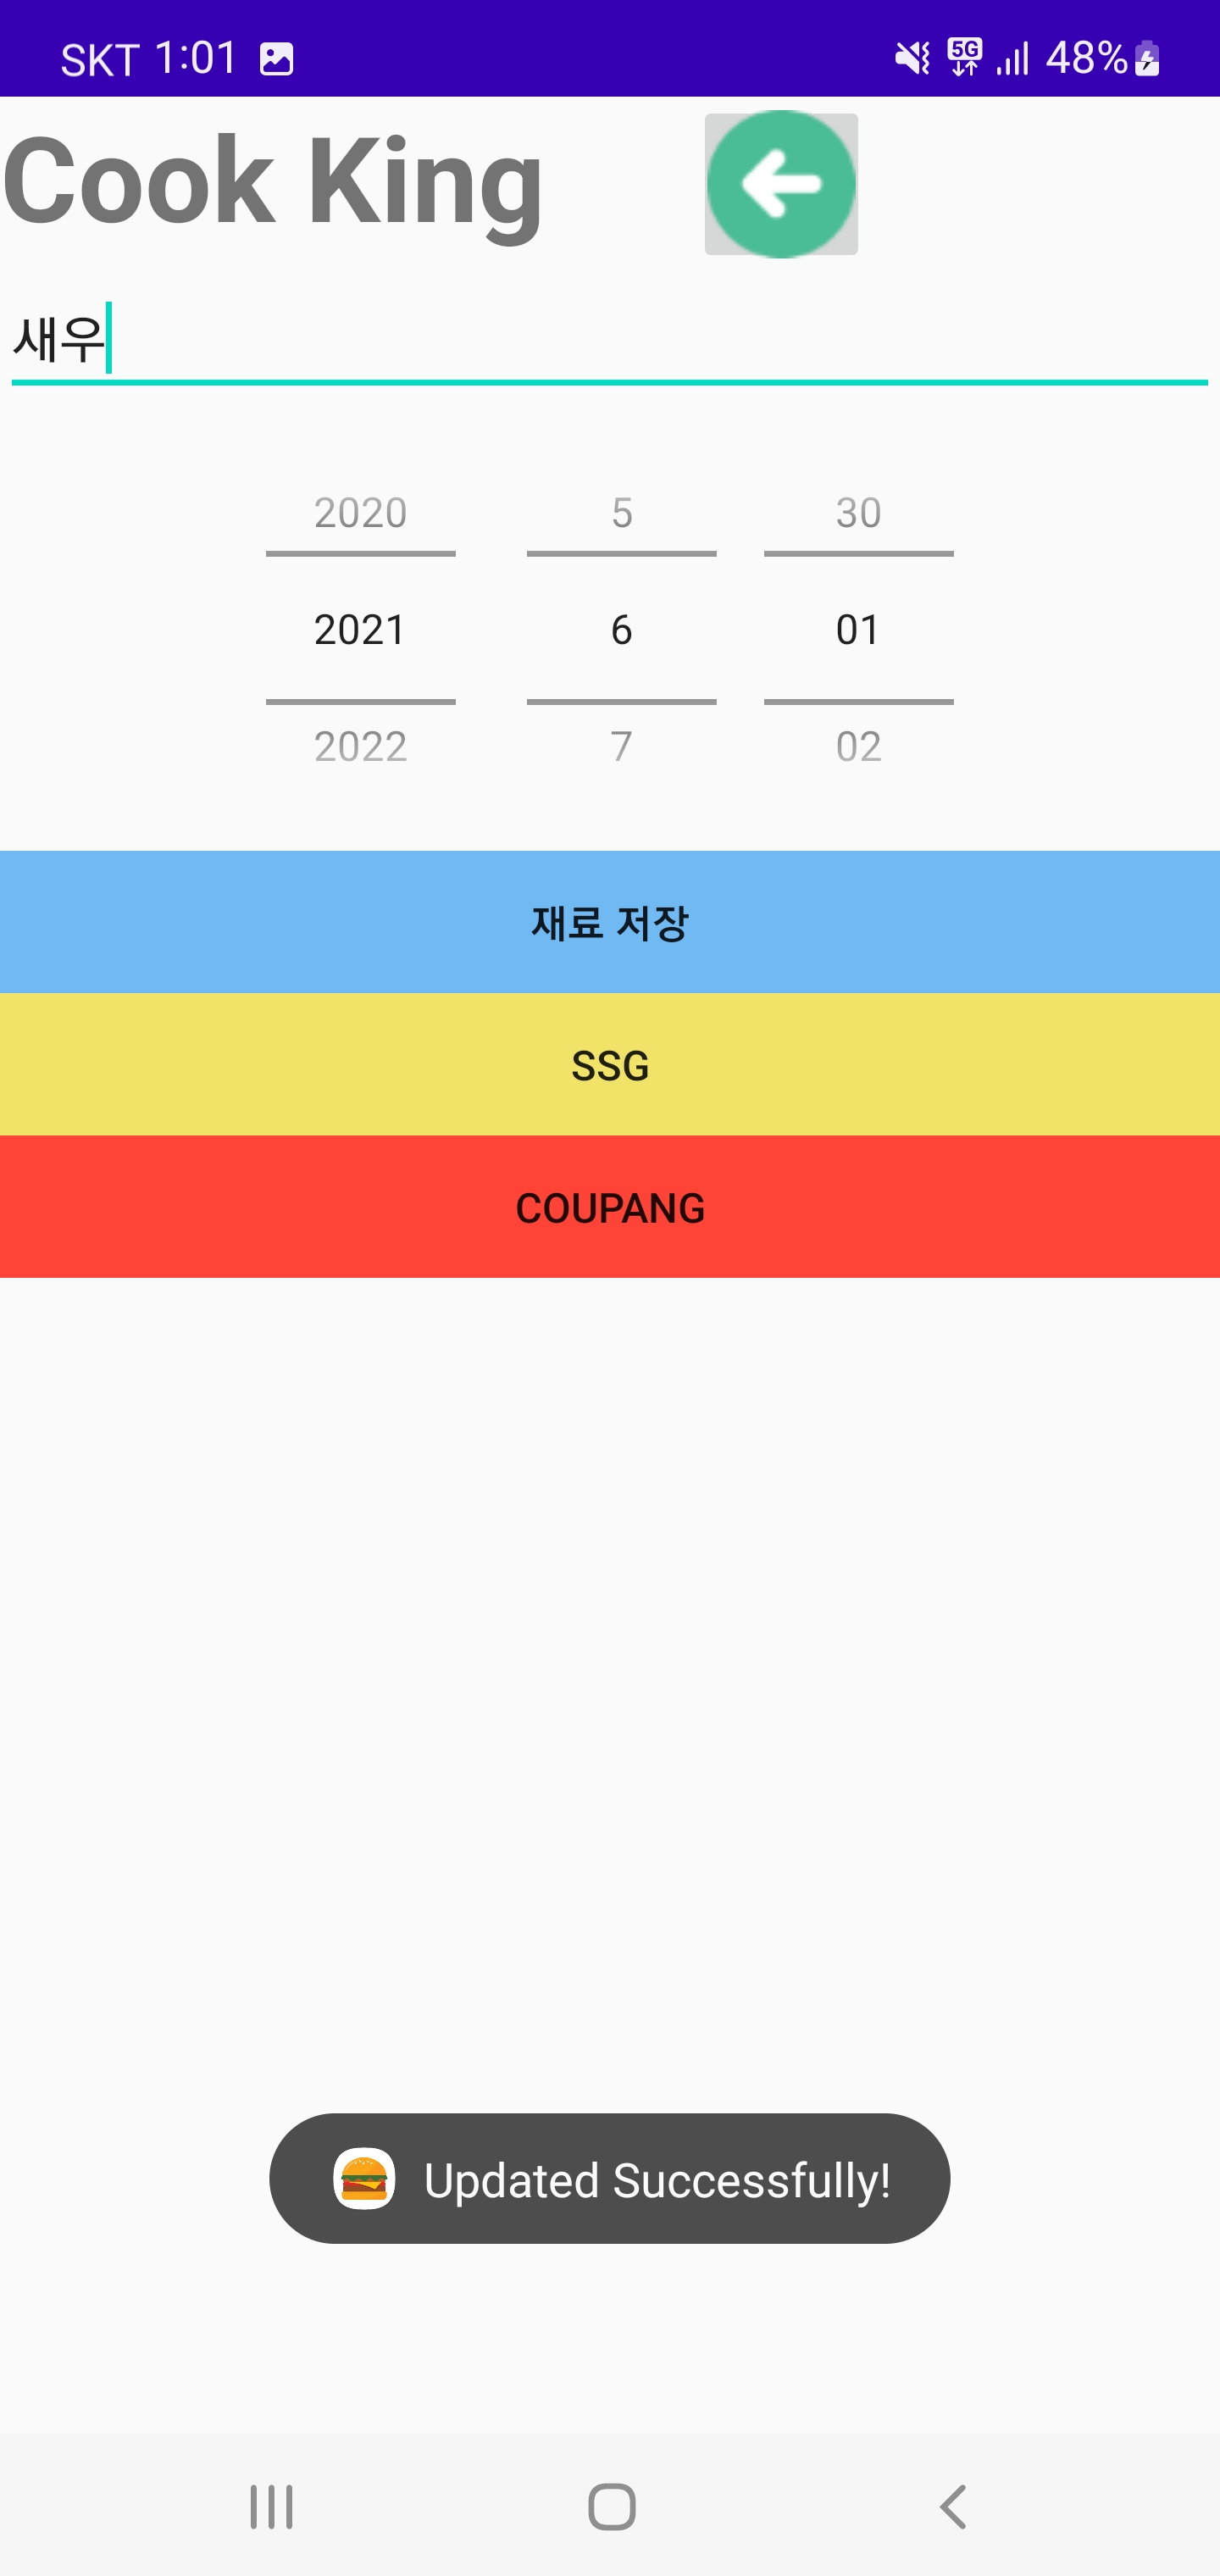 SKT 1:01 5G 48%
Cook King
새우
2020 5 30
2021 6 01
2022 7 02
재료 저장
SSG
COUPANG
Updated Successfully!